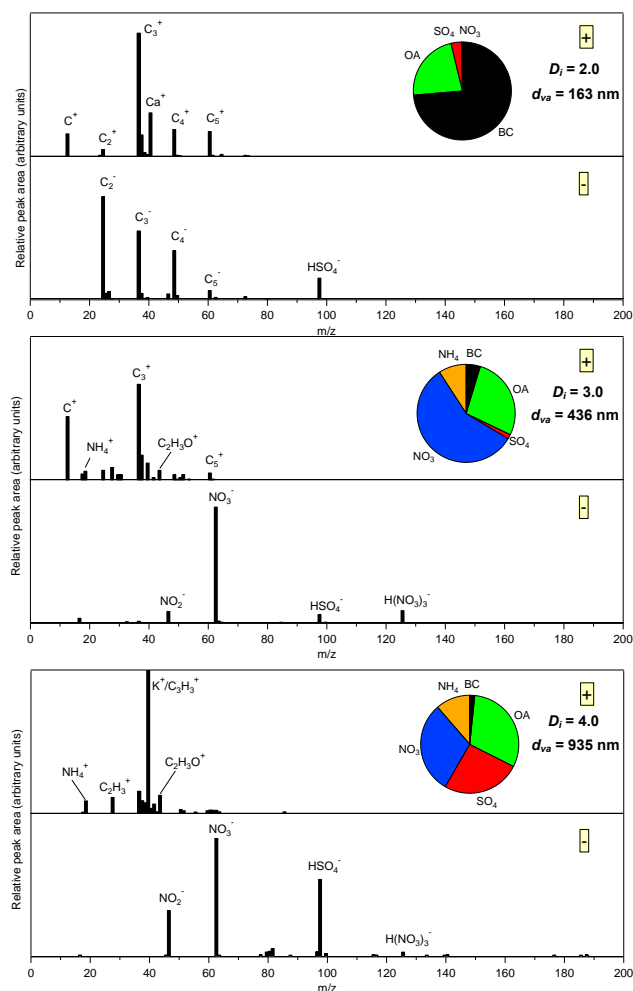 Relative peak area (arbitrary units)
C₃⁺
C⁺
C₂⁺
Ca⁺
C₄⁺
C₅⁺
SO₄
NO₃
OA
BC
+
Dᵢ = 2.0
dᵥₐ = 163 nm
-
C₂⁻
C₃⁻
C₄⁻
C₅⁻
HSO₄⁻
0 20 40 60 80 100 120 140 160 180 200
m/z
Relative peak area (arbitrary units)
C₃⁺
C⁺
NH₄⁺
C₂H₃O⁺
C₅⁺
NH₄
BC
OA
SO₄
NO₃
+
Dᵢ = 3.0
dᵥₐ = 436 nm
-
NO₃⁻
NO₂⁻
HSO₄⁻
H(NO₃)₃⁻
0 20 40 60 80 100 120 140 160 180 200
m/z
Relative peak area (arbitrary units)
K⁺/C₃H₃⁺
NH₄⁺
C₂H₃⁺
C₂H₃O⁺
NH₄
BC
OA
NO₃
SO₄
+
Dᵢ = 4.0
dᵥₐ = 935 nm
-
NO₃⁻
NO₂⁻
HSO₄⁻
H(NO₃)₃⁻
0 20 40 60 80 100 120 140 160 180 200
m/z